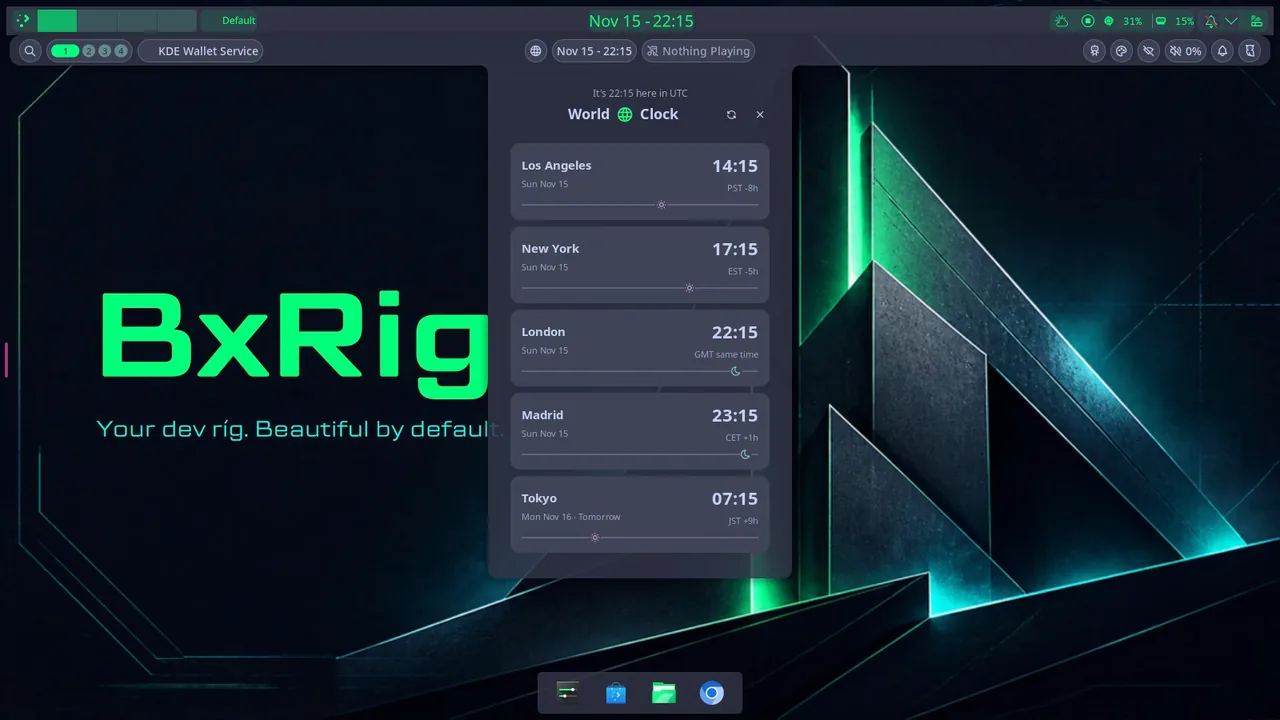 Default
Nov 15 - 22:15
31%
15%
1 2 3 4
KDE Wallet Service
Nov 15 - 22:15
Nothing Playing
0%
It's 22:15 here in UTC
World Clock
Los Angeles
14:15
Sun Nov 15
PST -8h
New York
17:15
Sun Nov 15
EST -5h
London
22:15
Sun Nov 15
GMT same time
Madrid
23:15
Sun Nov 15
CET +1h
Tokyo
07:15
Mon Nov 16 · Tomorrow
JST +9h
BxRig
Your dev ríg. Beautiful by default.